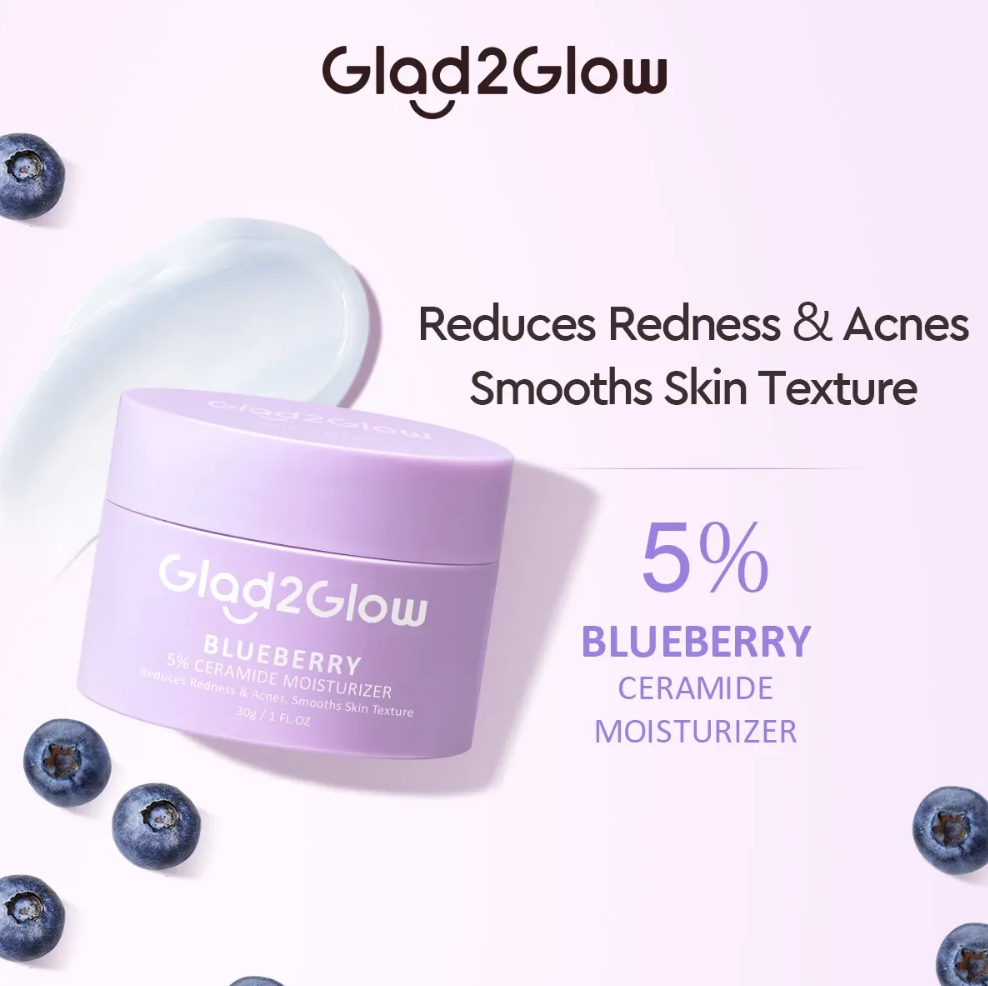 Glad2Glow
Reduces Redness & Acnes
Smooths Skin Texture
5%
BLUEBERRY
CERAMIDE
MOISTURIZER
Glad2Glow
Glad2Glow
BLUEBERRY
5% CERAMIDE MOISTURIZER
Reduces Redness & Acnes, Smooths Skin Texture
30g / 1 FL.OZ